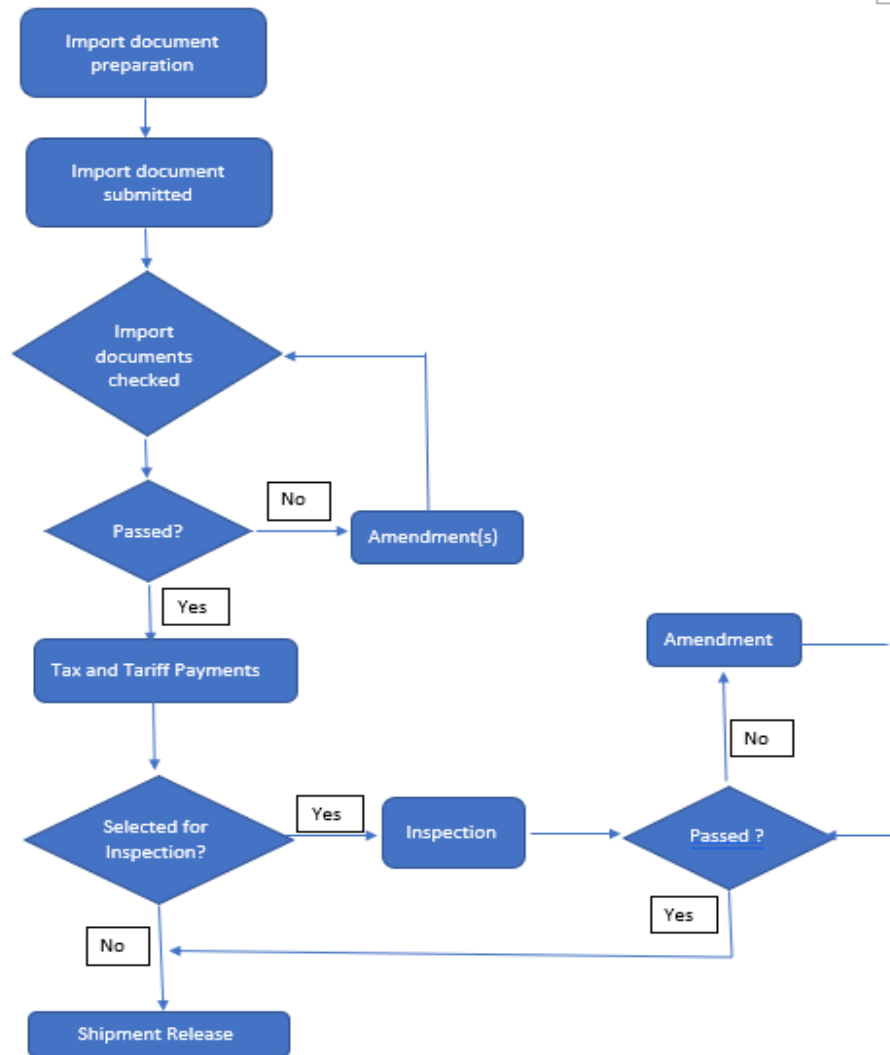 Import document
preparation
Import document
submitted
Import
documents
checked
No
Passed?
Amendment(s)
Yes
Tax and Tariff Payments
Amendment
No
Selected for
Inspection?
Yes
Inspection
Passed ?
Yes
No
Shipment Release